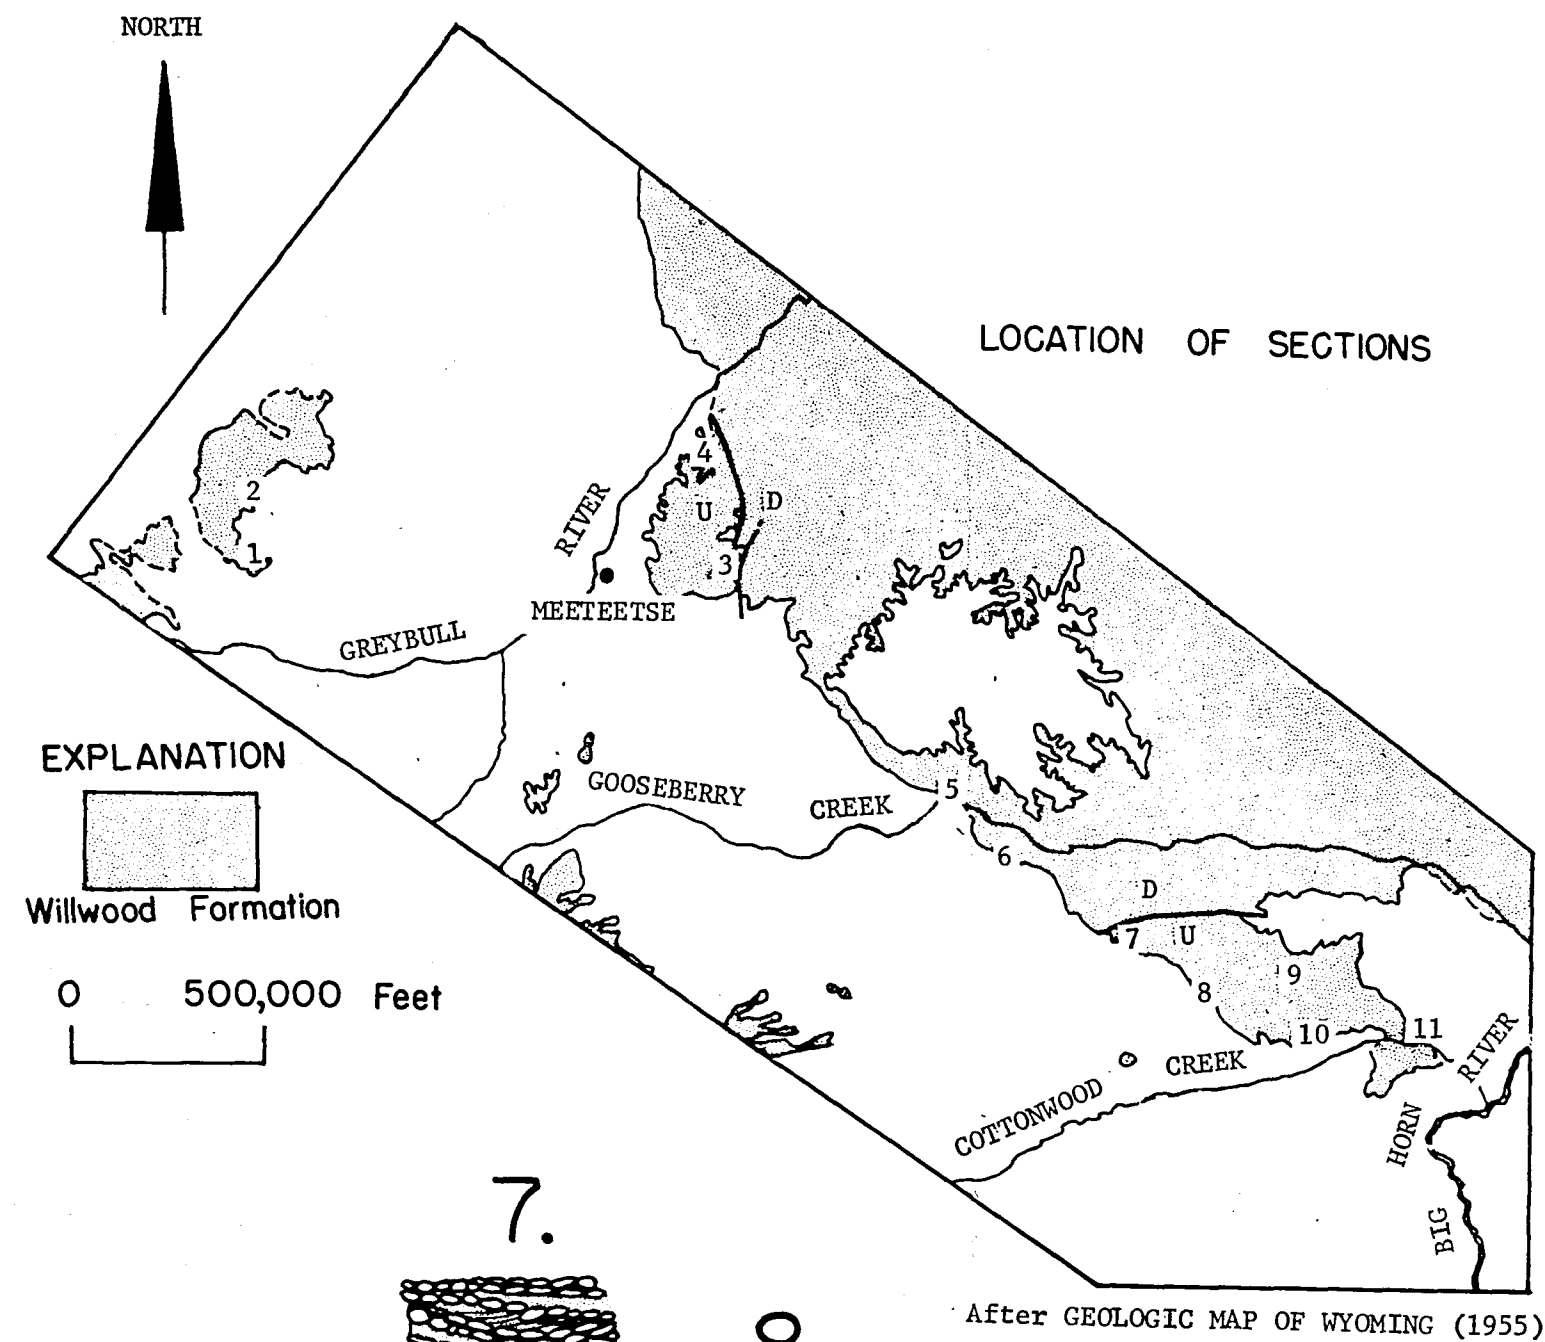 NORTH
LOCATION OF SECTIONS
4
2
U
D
RIVER
1
3
MEETEETSE
GREYBULL
EXPLANATION
GOOSEBERRY CREEK
5
6
Willwood Formation
D
7
U
9
8
0 500,000 Feet
10
11
CREEK
RIVER
COTTONWOOD
HORN
BIG
7.
After GEOLOGIC MAP OF WYOMING (1955)